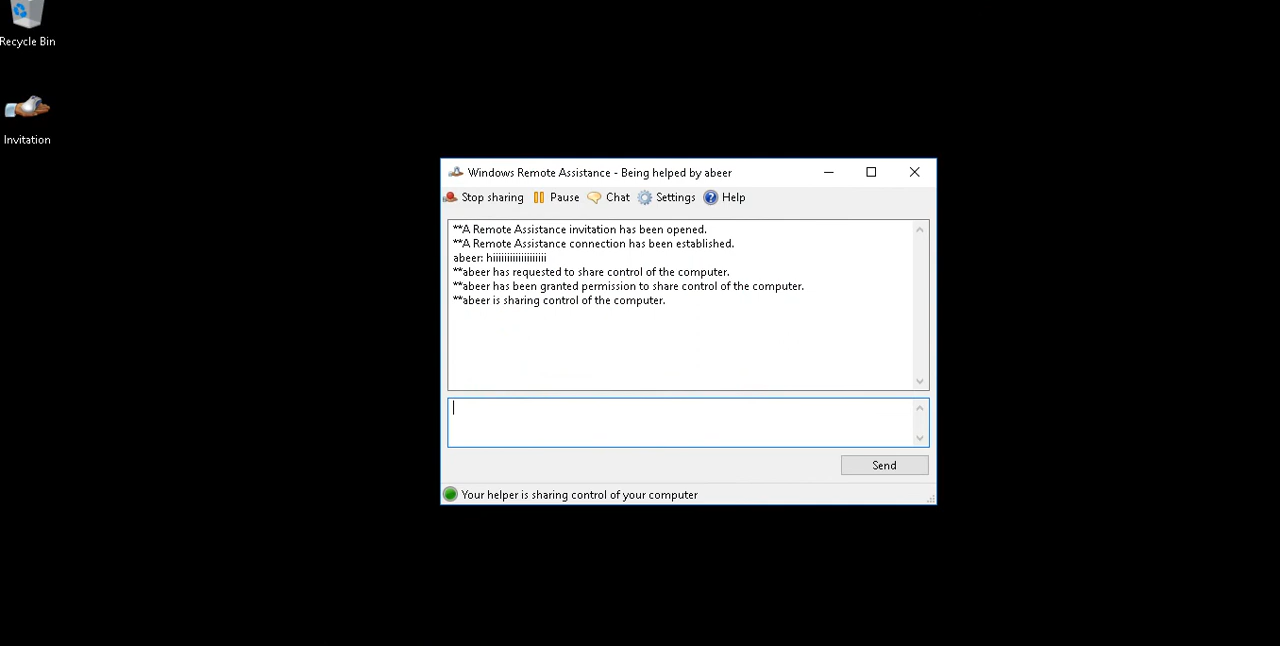 Recycle Bin
Invitation
Windows Remote Assistance - Being helped by abeer
Stop sharing Pause Chat Settings Help
**A Remote Assistance invitation has been opened.
**A Remote Assistance connection has been established.
abeer: hiiiiiiiiiiiiiiiiiii
**abeer has requested to share control of the computer.
**abeer has been granted permission to share control of the computer.
**abeer is sharing control of the computer.
Send
Your helper is sharing control of your computer